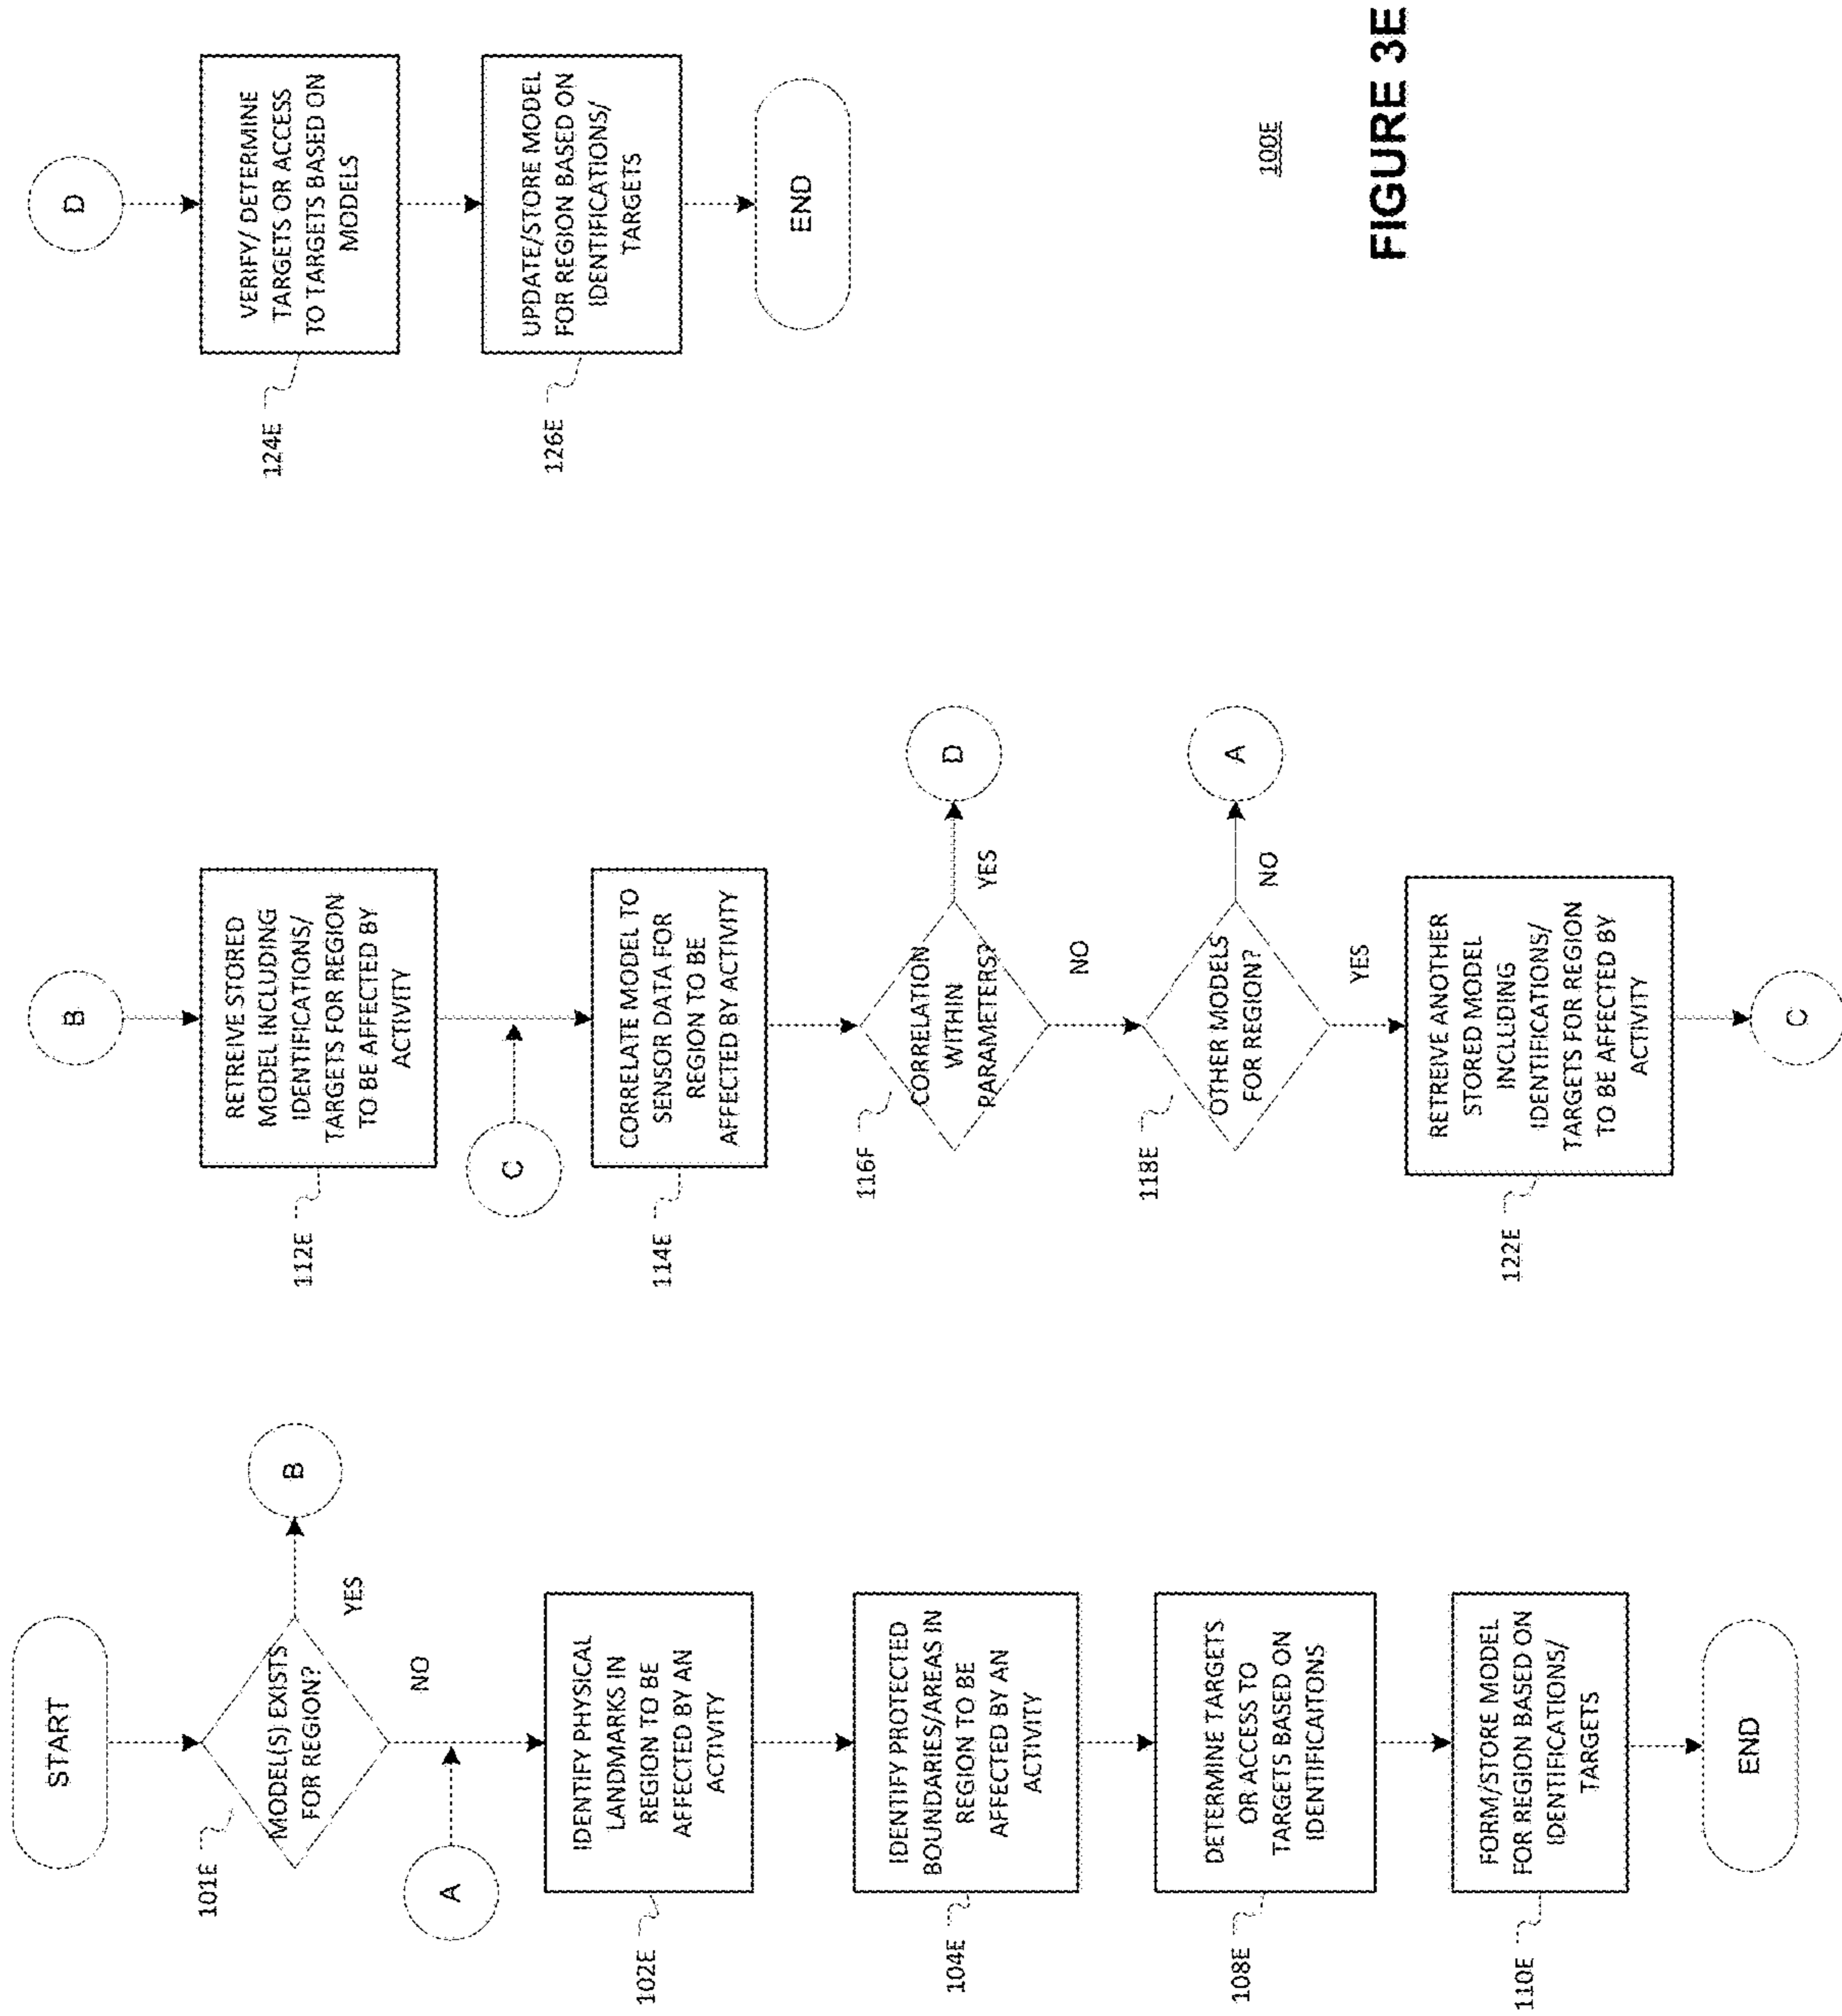 START
101E
MODEL(S) EXISTS
FOR REGION?
YES
B
NO
A
102E
IDENTIFY PHYSICAL
LANDMARKS IN
REGION TO BE
AFFECTED BY AN
ACTIVITY
104E
IDENTIFY PROTECTED
BOUNDARIES/AREAS IN
REGION TO BE
AFFECTED BY AN
ACTIVITY
108E
DETERMINE TARGETS
OR ACCESS TO
TARGETS BASED ON
IDENTIFICAITONS
110E
FORM/STORE MODEL
FOR REGION BASED ON
IDENTIFICATIONS/
TARGETS
END
B
112E
RETREIVE STORED
MODEL INCLUDING
IDENTIFICATIONS/
TARGETS FOR REGION
TO BE AFFECTED BY
ACTIVITY
C
114E
CORRELATE MODEL TO
SENSOR DATA FOR
REGION TO BE
AFFECTED BY ACTIVITY
116F
CORRELATION
WITHIN
PARAMETERS?
YES
D
NO
118E
OTHER MODELS
FOR REGION?
NO
A
YES
122E
RETREIVE ANOTHER
STORED MODEL
INCLUDING
IDENTIFICATIONS/
TARGETS FOR REGION
TO BE AFFECTED BY
ACTIVITY
C
D
124E
VERIFY/ DETERMINE
TARGETS OR ACCESS
TO TARGETS BASED ON
MODELS
126E
UPDATE/STORE MODEL
FOR REGION BASED ON
IDENTIFICATIONS/
TARGETS
END
100E
FIGURE 3E